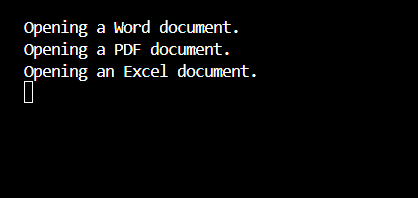 Opening a Word document.
Opening a PDF document.
Opening an Excel document.